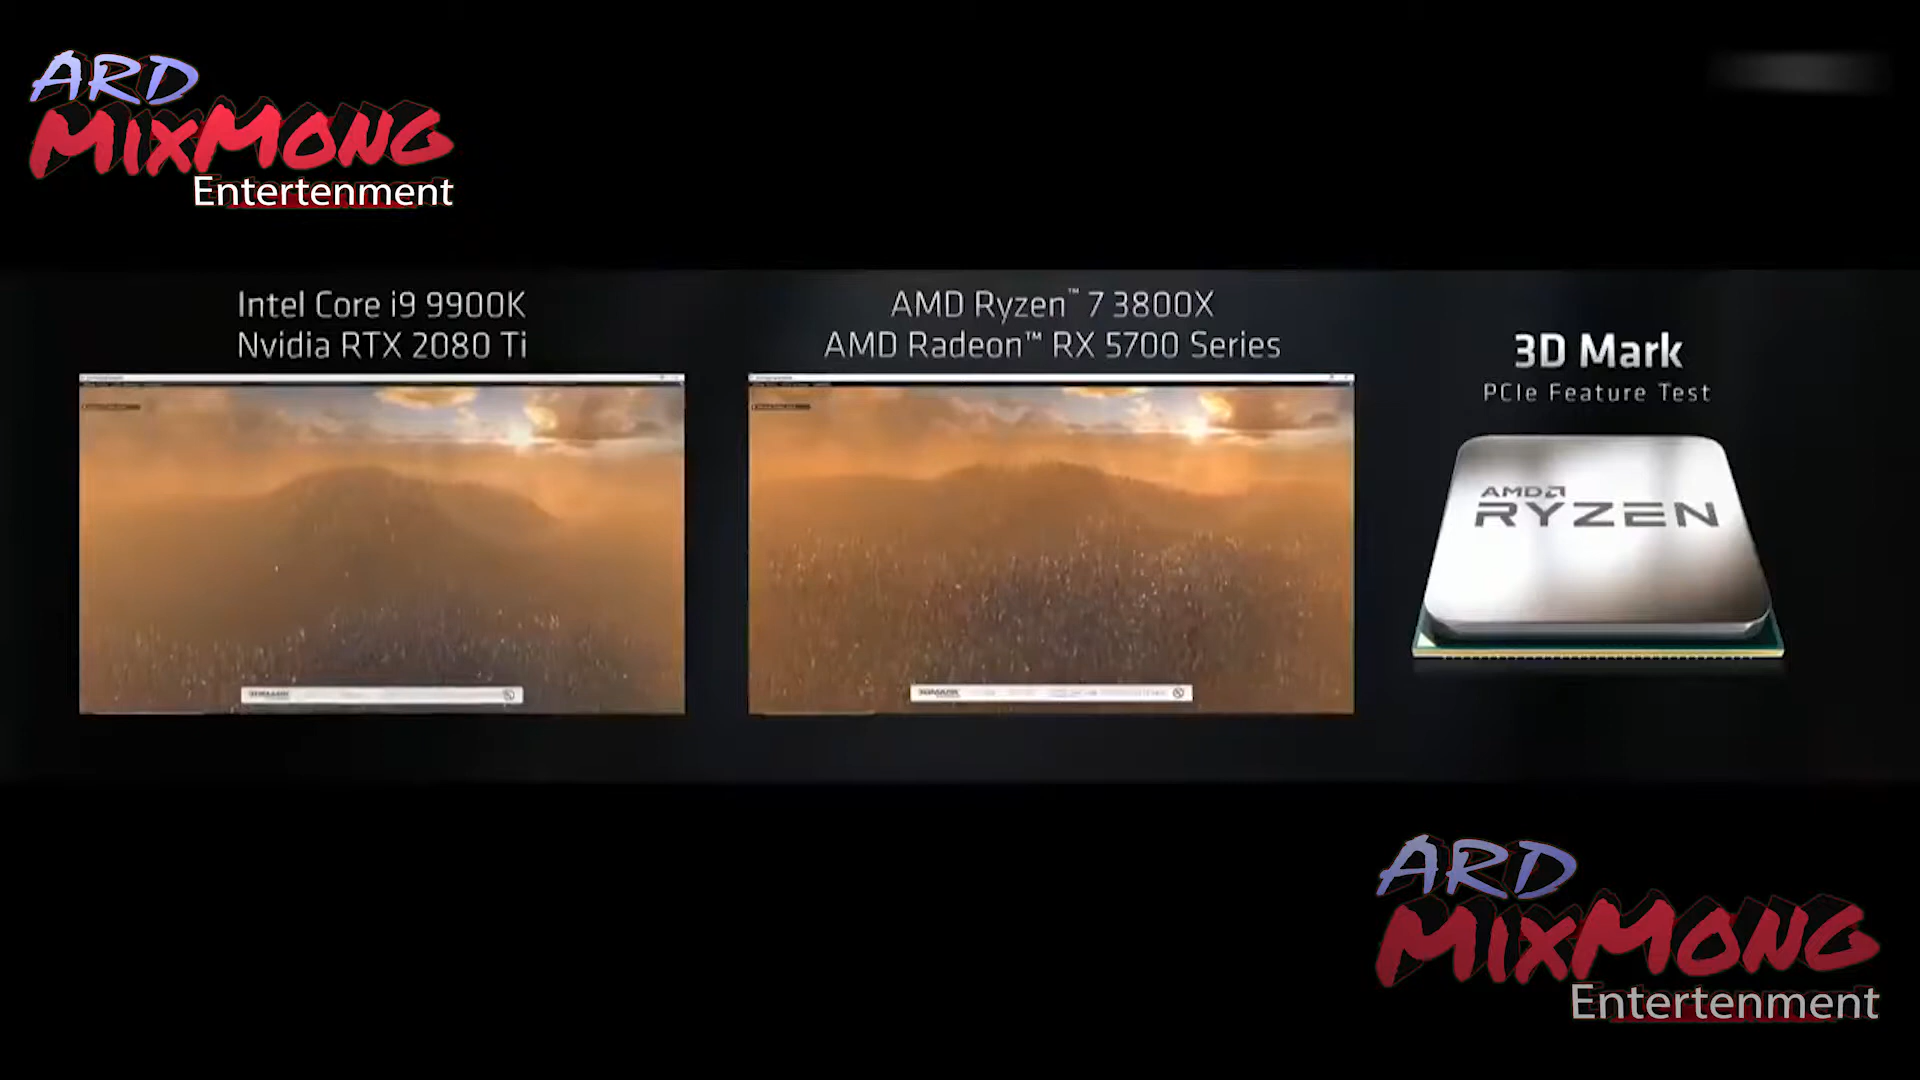 ARD
MixMong
Entertenment
Intel Core i9 9900K
Nvidia RTX 2080 Ti
AMD Ryzen™ 7 3800X
AMD Radeon™ RX 5700 Series
3D Mark
PCIe Feature Test
AMD
RYZEN
3DMARK
ARD
MixMong
Entertenment